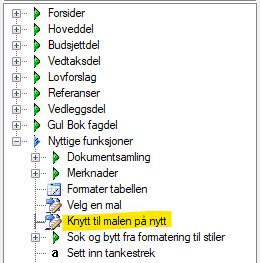 Forsider
Hoveddel
Budsjettdel
Vedtaksdel
Lovforslag
Referanser
Vedleggsdel
Gul Bok fagdel
Nyttige funksjoner
Dokumentsamling
Merknader
Formater tabellen
Velg en mal
Knytt til malen på nytt
Søk og bytt fra formatering til stiler
a Sett inn tankestrek